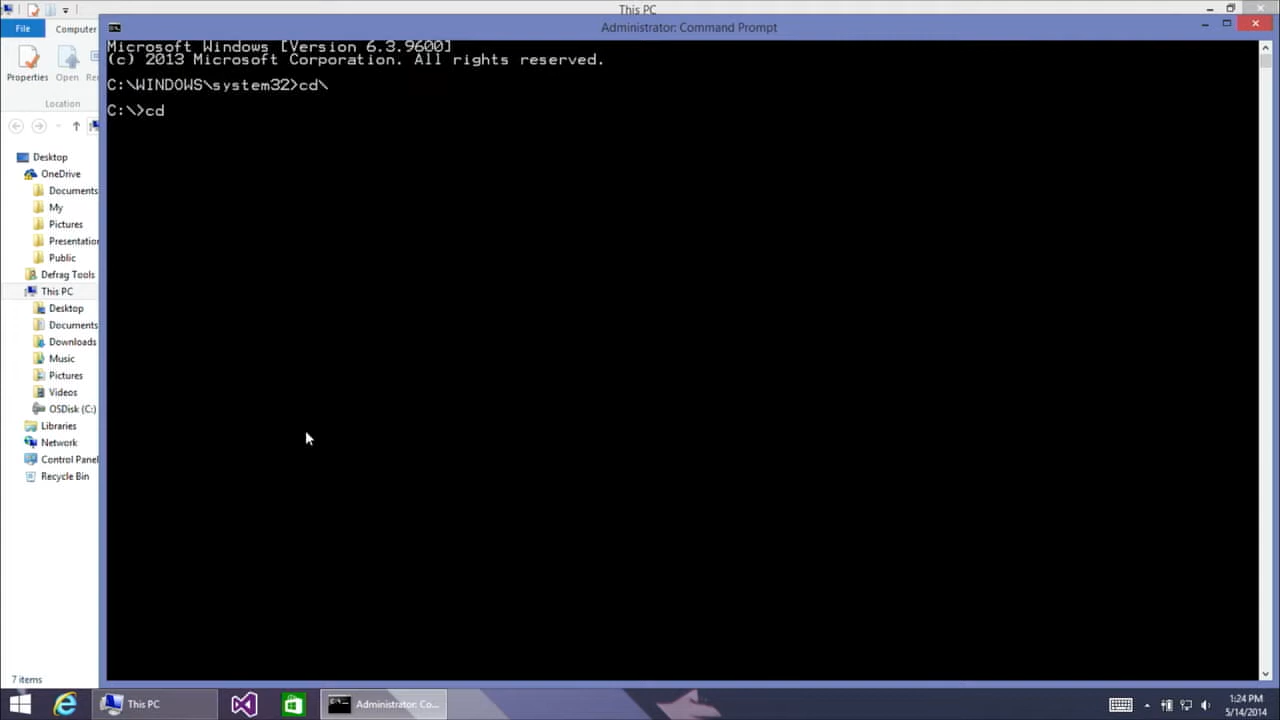 This PC
File
Computer
Administrator: Command Prompt
Properties
Open
Location
Microsoft Windows [Version 6.3.9600]
(c) 2013 Microsoft Corporation. All rights reserved.
C:\WINDOWS\system32>cd\
C:\>cd
Desktop
OneDrive
Documents
My
Pictures
Presentation
Public
Defrag Tools
This PC
Desktop
Documents
Downloads
Music
Pictures
Videos
OSDisk (C:)
Libraries
Network
Control Panel
Recycle Bin
7 items
This PC
Administrator: Co...
1:24 PM
5/14/2014